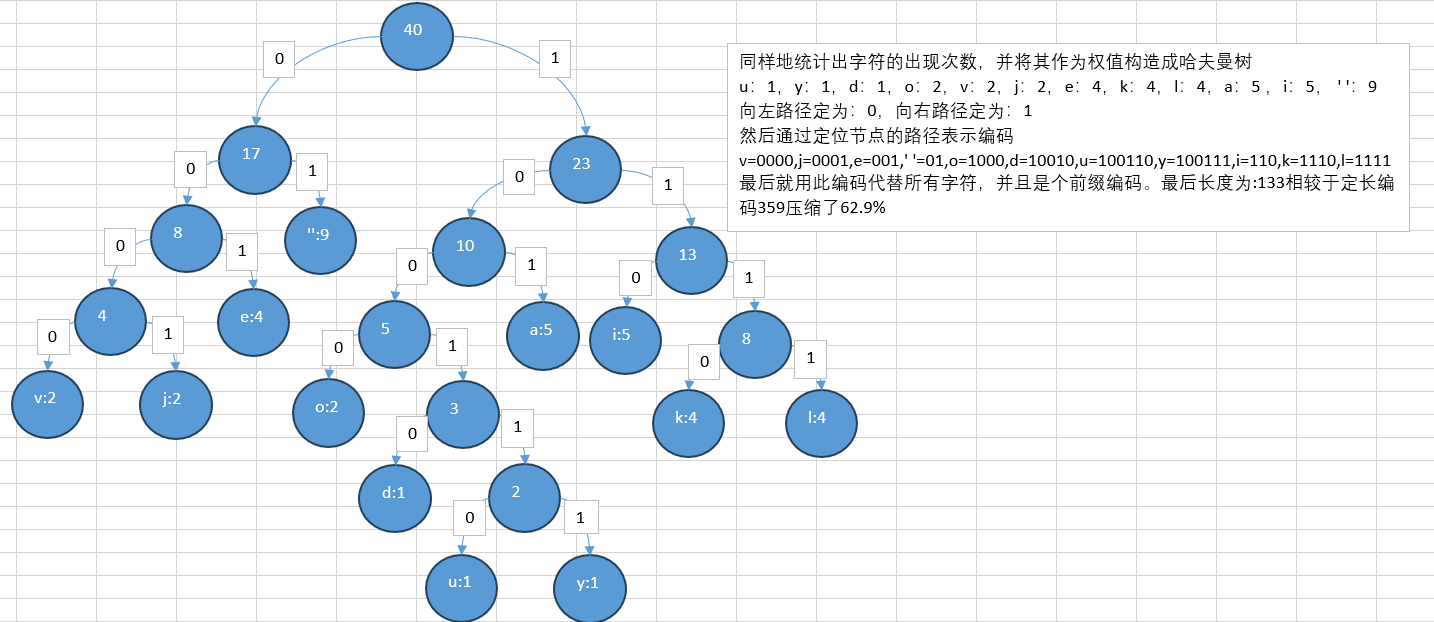 40
0
1
同样地统计出字符的出现次数，并将其作为权值构造成哈夫曼树
u：1，y：1，d：1，o：2，v：2，j：2，e：4，k：4，l：4，a：5 ，i：5， ' '：9
向左路径定为：0，向右路径定为：1
然后通过定位节点的路径表示编码
v=0000,j=0001,e=001,' '=01,o=1000,d=10010,u=100110,y=100111,i=110,k=1110,l=1111
最后就用此编码代替所有字符，并且是个前缀编码。最后长度为:133相较于定长编
码359压缩了62.9%
17
23
0
1
0
1
8
'':9
10
13
0
1
0
1
0
1
4
e:4
5
a:5
i:5
8
0
1
0
1
0
1
v:2
j:2
o:2
3
k:4
l:4
0
1
d:1
2
0
1
u:1
y:1